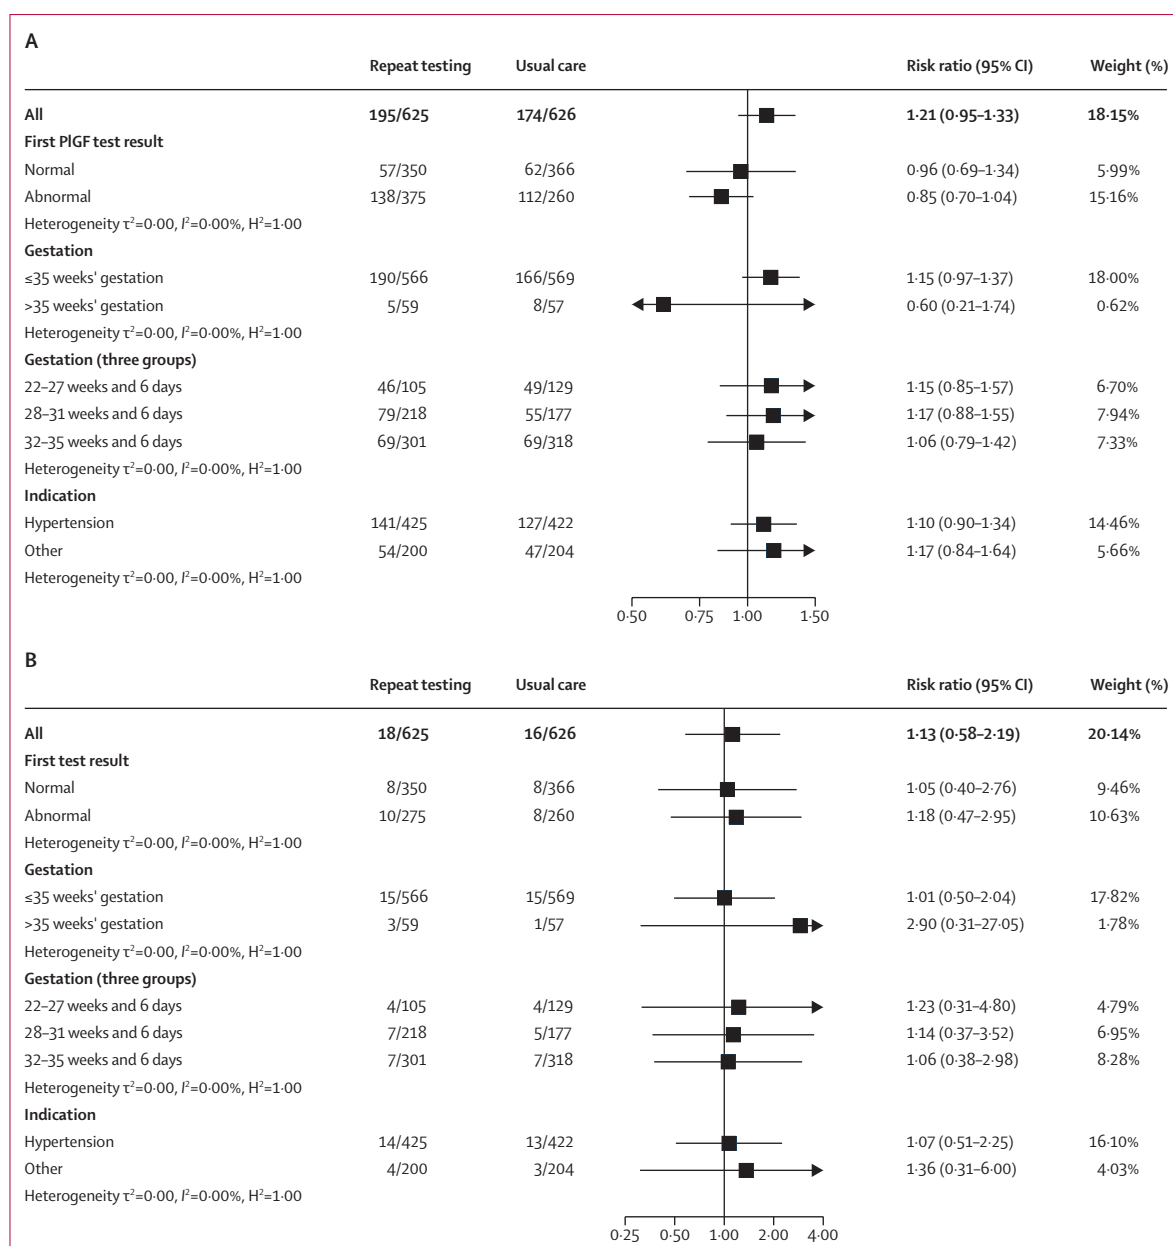 A
Repeat testing Usual care Risk ratio (95% CI) Weight (%)
All 195/625 174/626 1·21 (0·95–1·33) 18·15%
First PlGF test result
Normal 57/350 62/366 0·96 (0·69–1·34) 5·99%
Abnormal 138/375 112/260 0·85 (0·70–1·04) 15·16%
Heterogeneity τ²=0·00, I²=0·00%, H²=1·00
Gestation
≤35 weeks' gestation 190/566 166/569 1·15 (0·97–1·37) 18·00%
>35 weeks' gestation 5/59 8/57 0·60 (0·21–1·74) 0·62%
Heterogeneity τ²=0·00, I²=0·00%, H²=1·00
Gestation (three groups)
22–27 weeks and 6 days 46/105 49/129 1·15 (0·85–1·57) 6·70%
28–31 weeks and 6 days 79/218 55/177 1·17 (0·88–1·55) 7·94%
32–35 weeks and 6 days 69/301 69/318 1·06 (0·79–1·42) 7·33%
Heterogeneity τ²=0·00, I²=0·00%, H²=1·00
Indication
Hypertension 141/425 127/422 1·10 (0·90–1·34) 14·46%
Other 54/200 47/204 1·17 (0·84–1·64) 5·66%
Heterogeneity τ²=0·00, I²=0·00%, H²=1·00
0·50 0·75 1·00 1·50
B
Repeat testing Usual care Risk ratio (95% CI) Weight (%)
All 18/625 16/626 1·13 (0·58–2·19) 20·14%
First test result
Normal 8/350 8/366 1·05 (0·40–2·76) 9·46%
Abnormal 10/275 8/260 1·18 (0·47–2·95) 10·63%
Heterogeneity τ²=0·00, I²=0·00%, H²=1·00
Gestation
≤35 weeks' gestation 15/566 15/569 1·01 (0·50–2·04) 17·82%
>35 weeks' gestation 3/59 1/57 2·90 (0·31–27·05) 1·78%
Heterogeneity τ²=0·00, I²=0·00%, H²=1·00
Gestation (three groups)
22–27 weeks and 6 days 4/105 4/129 1·23 (0·31–4·80) 4·79%
28–31 weeks and 6 days 7/218 5/177 1·14 (0·37–3·52) 6·95%
32–35 weeks and 6 days 7/301 7/318 1·06 (0·38–2·98) 8·28%
Heterogeneity τ²=0·00, I²=0·00%, H²=1·00
Indication
Hypertension 14/425 13/422 1·07 (0·51–2·25) 16·10%
Other 4/200 3/204 1·36 (0·31–6·00) 4·03%
Heterogeneity τ²=0·00, I²=0·00%, H²=1·00
0·25 0·50 1·00 2·00 4·00